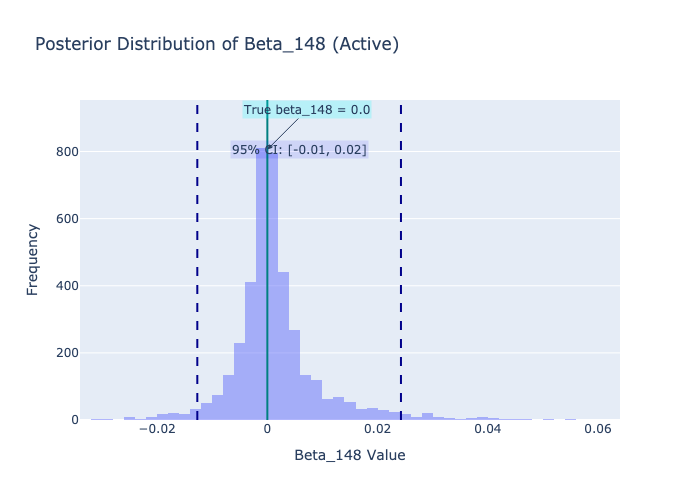 Posterior Distribution of Beta_148 (Active)
True beta_148 = 0.0
95% CI: [-0.01, 0.02]
800
600
400
200
0
Frequency
−0.02
0
0.02
0.04
0.06
Beta_148 Value